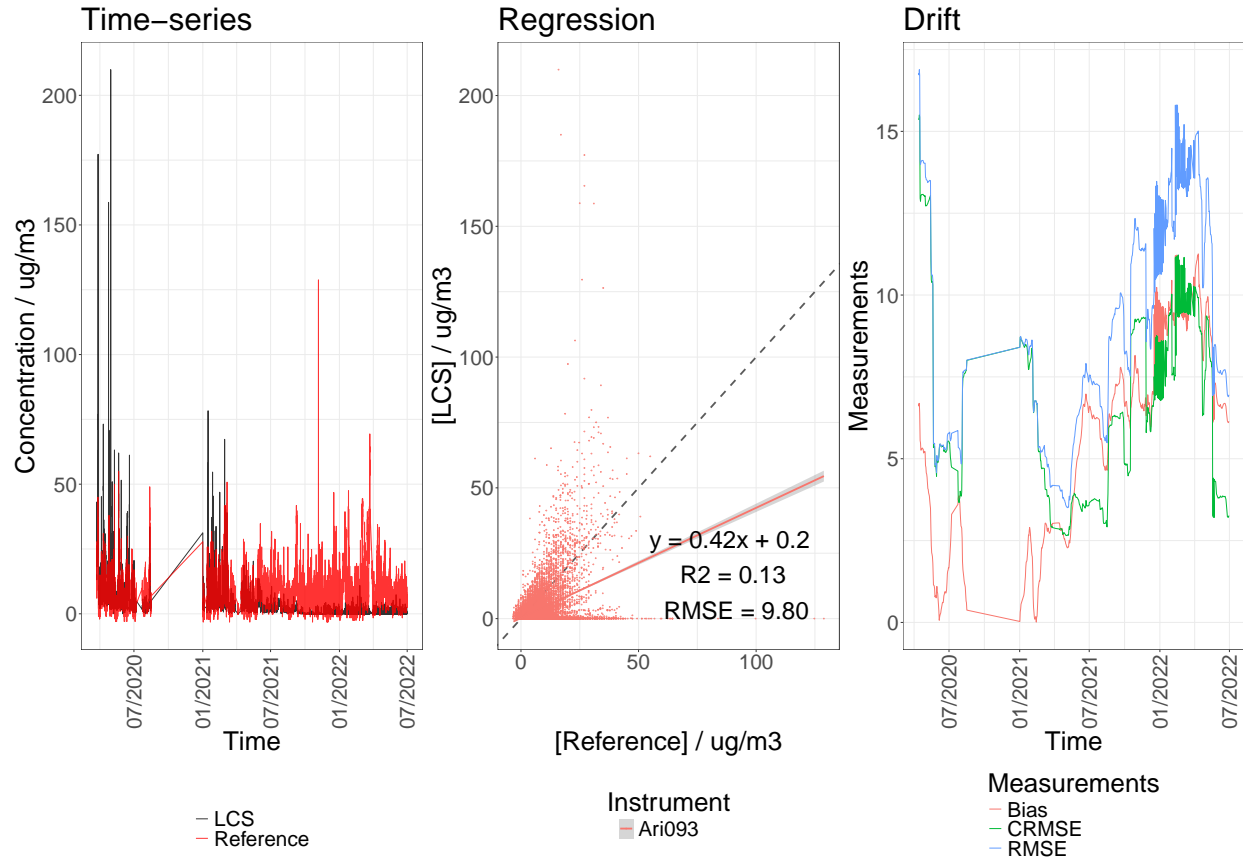 Time−series
Concentration / ug/m3
200
150
100
50
0
07/2020
01/2021
07/2021
01/2022
07/2022
Time
LCS
Reference
Regression
[LCS] / ug/m3
200
150
100
50
0
y = 0.42x + 0.2
R2 = 0.13
RMSE = 9.80
0
50
100
[Reference] / ug/m3
Instrument
Ari093
Drift
Measurements
15
10
5
0
07/2020
01/2021
07/2021
01/2022
07/2022
Time
Measurements
Bias
CRMSE
RMSE